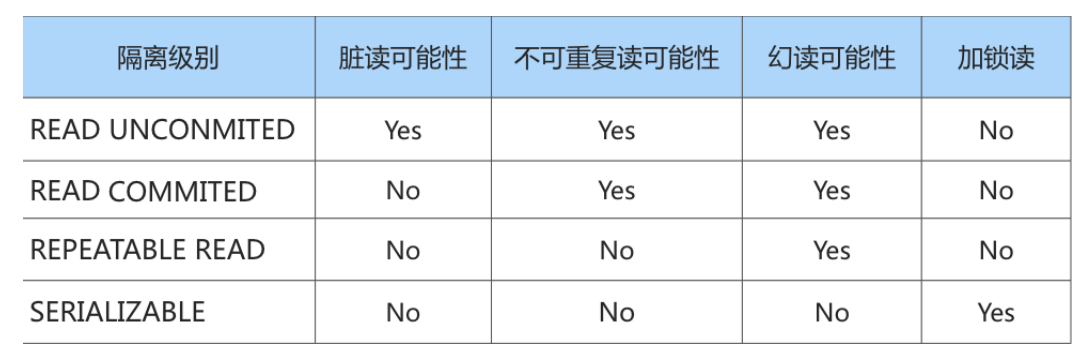 隔离级别 脏读可能性 不可重复读可能性 幻读可能性 加锁读
READ UNCONMITED Yes Yes Yes No
READ COMMITED No Yes Yes No
REPEATABLE READ No No Yes No
SERIALIZABLE No No No Yes